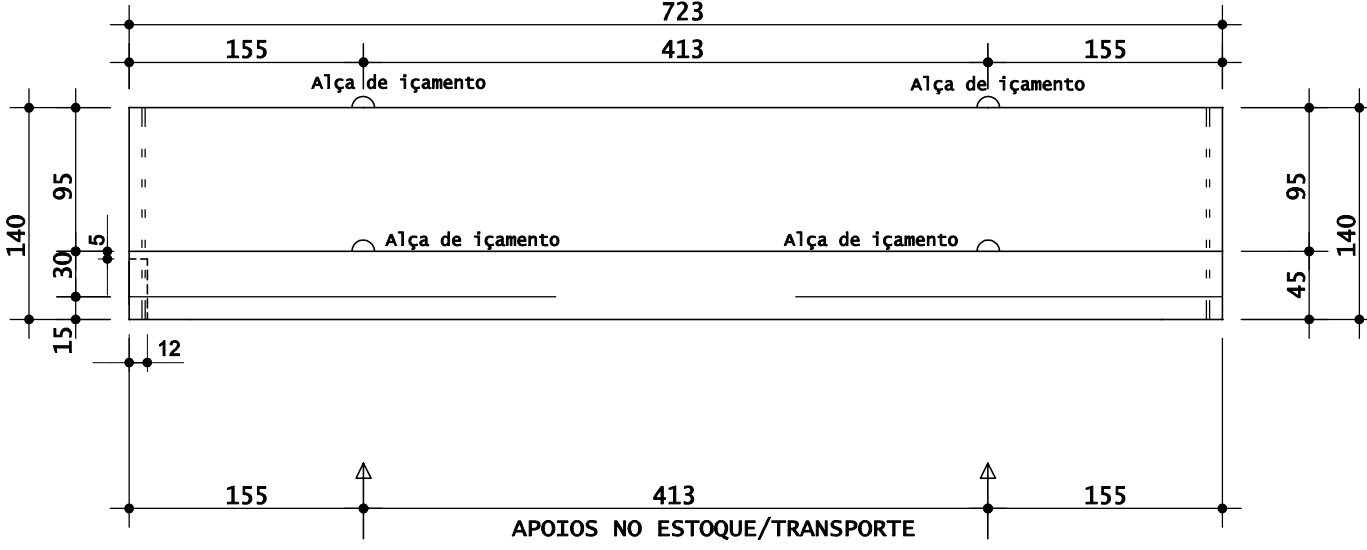 723
155 413 155
Alça de içamento Alça de içamento
140 95 95 140
5
Alça de içamento Alça de içamento
30 45
15
12
155 413 155
APOIOS NO ESTOQUE/TRANSPORTE